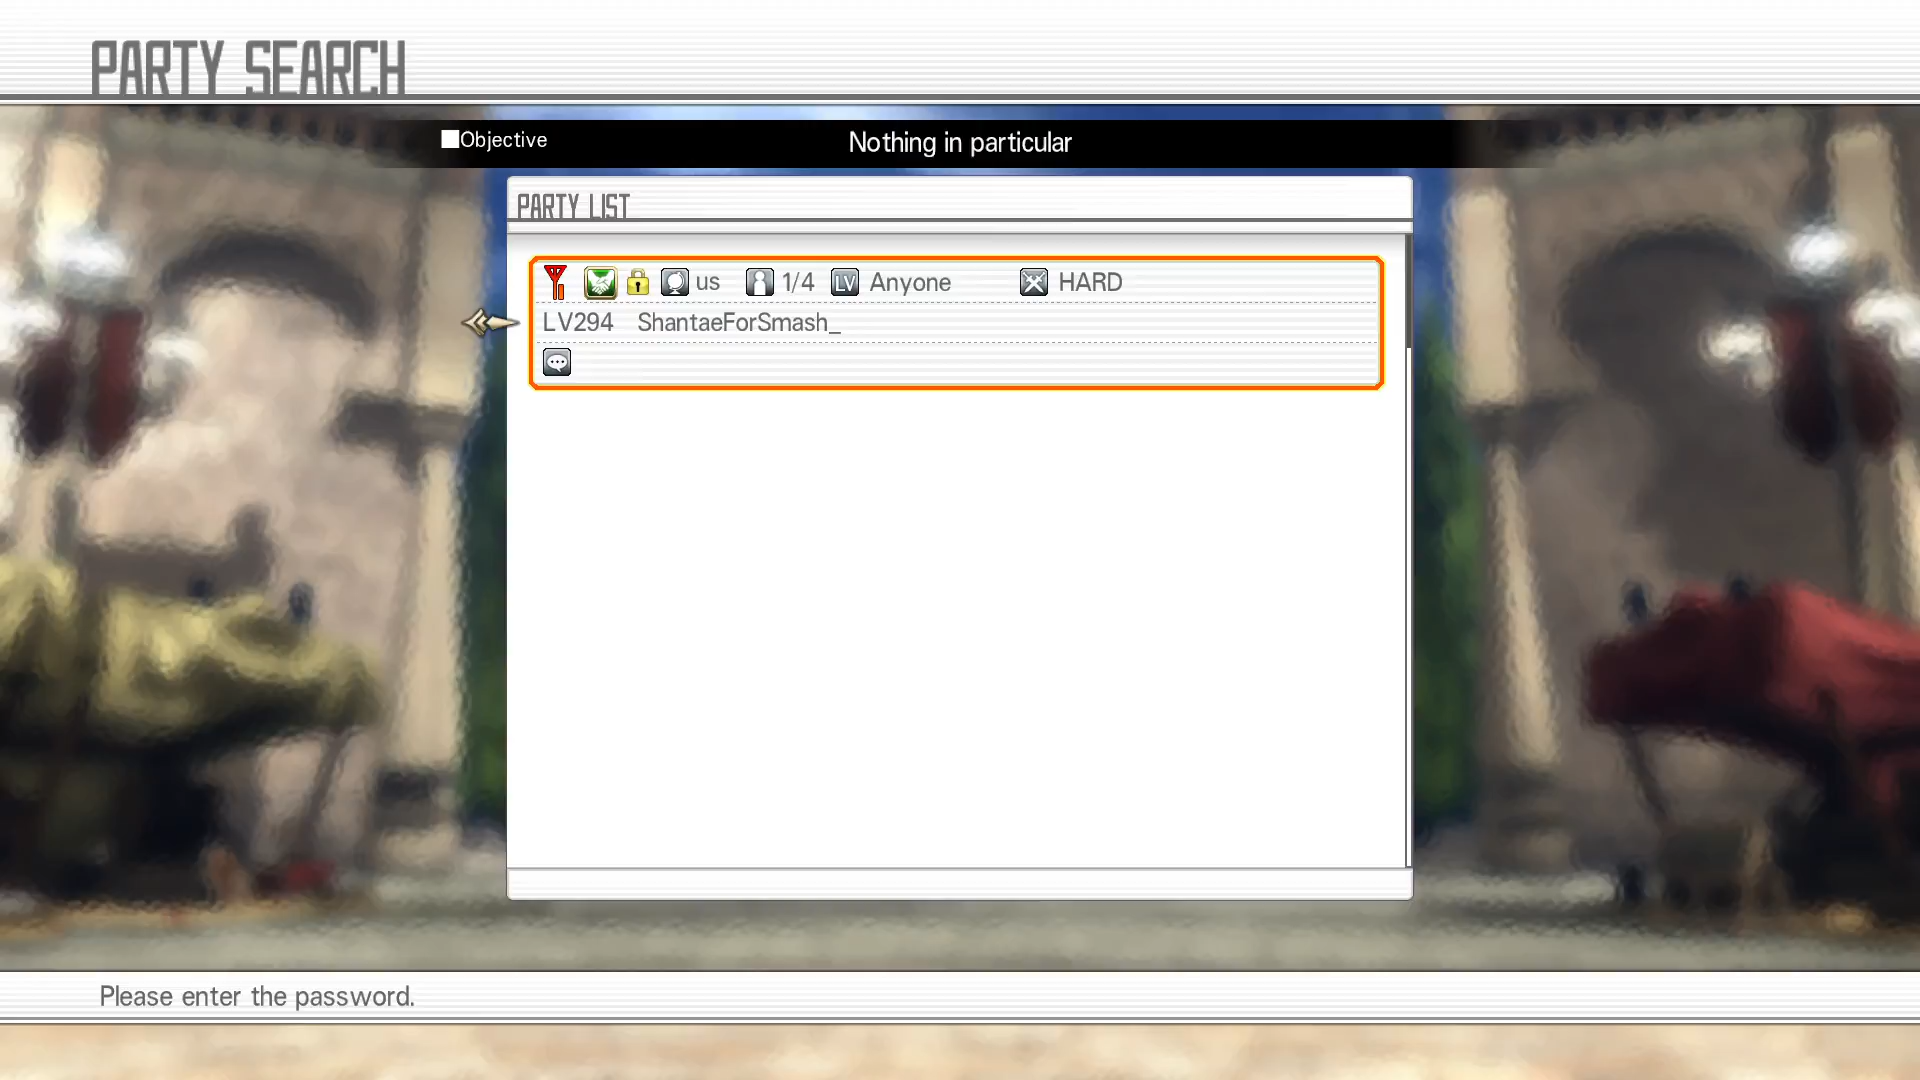 PARTY SEARCH
Objective
Nothing in particular
PARTY LIST
us 1/4 LV Anyone HARD
LV294 ShantaeForSmash_
Please enter the password.